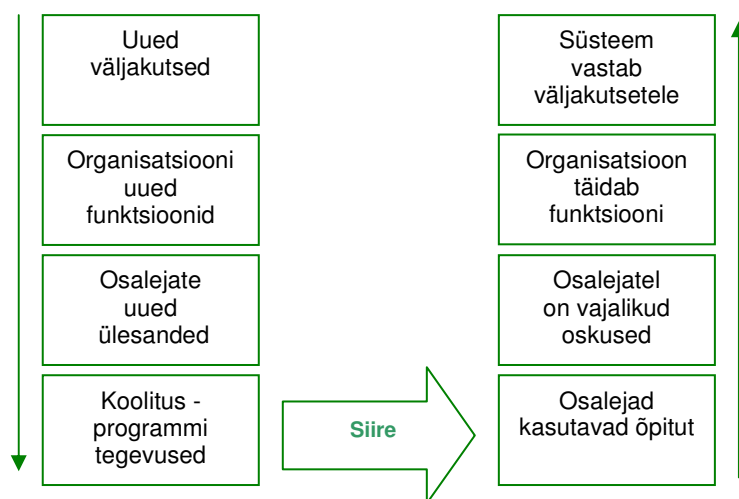 Uued
väljakutsed
Organisatsiooni
uued
funktsioonid
Osalejate
uued
ülesanded
Koolitus -
programmi
tegevused
Siire
Süsteem
vastab
väljakutsetele
Organisatsioon
täidab
funktsiooni
Osalejatel
on vajalikud
oskused
Osalejad
kasutavad õpitut